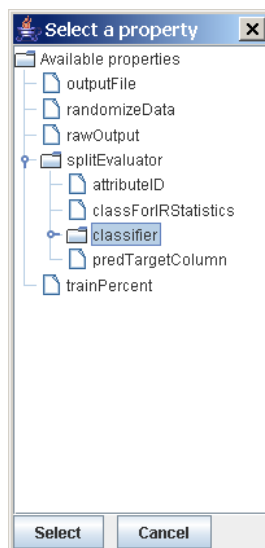 Select a property
Available properties
outputFile
randomizeData
rawOutput
splitEvaluator
attributeID
classForIRStatistics
classifier
predTargetColumn
trainPercent
Select Cancel